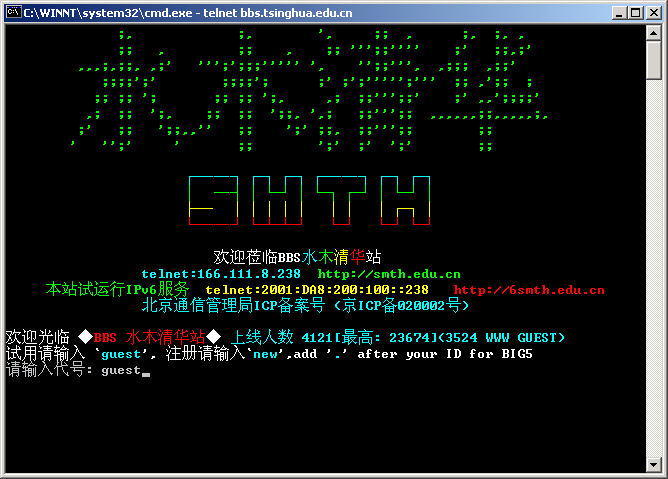 C:\WINNT\system32\cmd.exe - telnet bbs.tsinghua.edu.cn
水木清华
SMTH
欢迎莅临BBS水木清华站
telnet:166.111.8.238 http://smth.edu.cn
本站试运行IPv6服务 telnet:2001:DA8:200:100::238 http://6smth.edu.cn
北京通信管理局ICP备案号 (京ICP备020002号)
欢迎光临 ◆BBS 水木清华站◆ 上线人数 4121[最高: 23674](3524 WWW GUEST)
试用请输入 `guest', 注册请输入`new',add '.' after your ID for BIG5
请输入代号: guest_